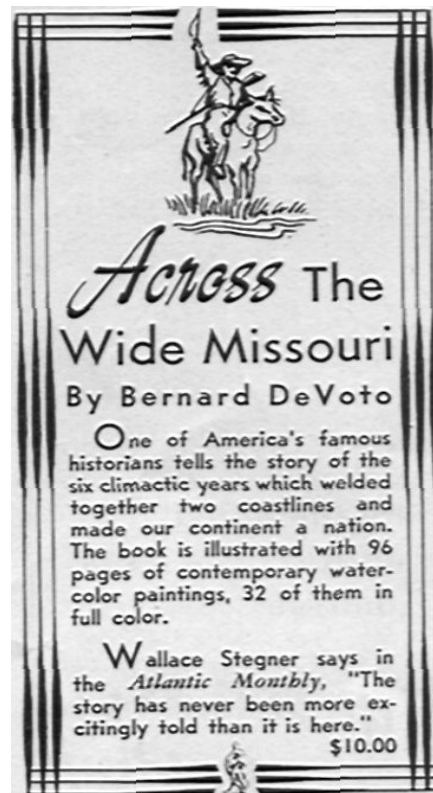 Across The
Wide Missouri
By Bernard DeVoto
One of America's famous
historians tells the story of the
six climactic years which welded
together two coastlines and
made our continent a nation.
The book is illustrated with 96
pages of contemporary water-
color paintings, 32 of them in
full color.
Wallace Stegner says in
the Atlantic Monthly, "The
story has never been more ex-
citingly told than it is here."
$10.00